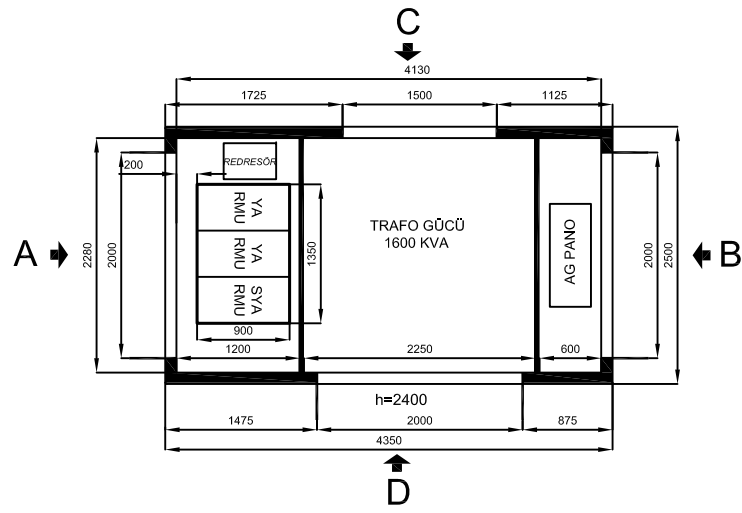 C
4130
1725
1500
1125
200
REDRESÖR
YA
RMU
YA
RMU
SYA
RMU
1350
900
1200
TRAFO GÜCÜ
1600 KVA
2250
AG PANO
600
A
2280
2000
2000
2500
B
h=2400
1475
2000
875
4350
D